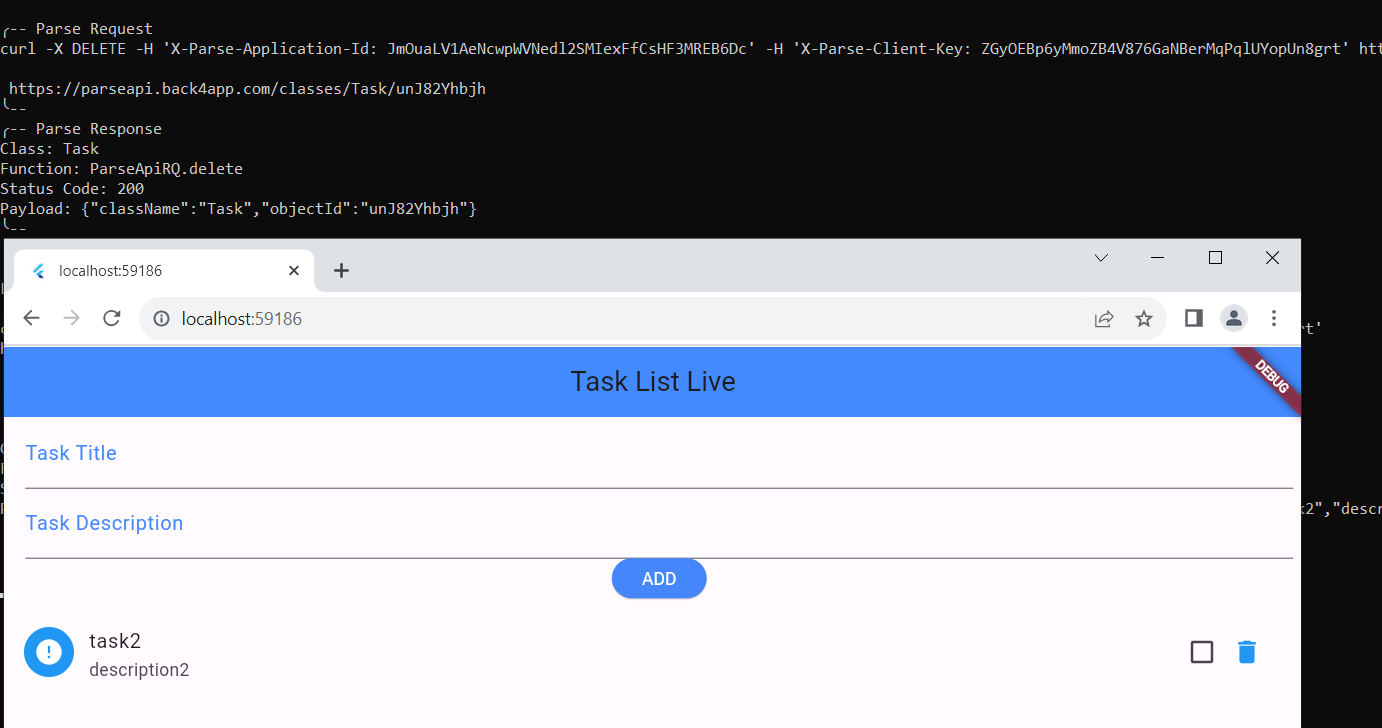 -- Parse Request
curl -X DELETE -H 'X-Parse-Application-Id: JmOuaLV1AeNcwpWVNedl2SMIexFfCsHF3MREB6Dc' -H 'X-Parse-Client-Key: ZGyOEBp6yMmoZB4V876GaNBerMqPqlUYopUn8grt' htt
https://parseapi.back4app.com/classes/Task/unJ82Yhbjh
--
-- Parse Response
Class: Task
Function: ParseApiRQ.delete
Status Code: 200
Payload: {"className":"Task","objectId":"unJ82Yhbjh"}
--
localhost:59186
localhost:59186
rt'
Task List Live
DEBUG
Task Title
k2","descr
Task Description
ADD
task2
description2